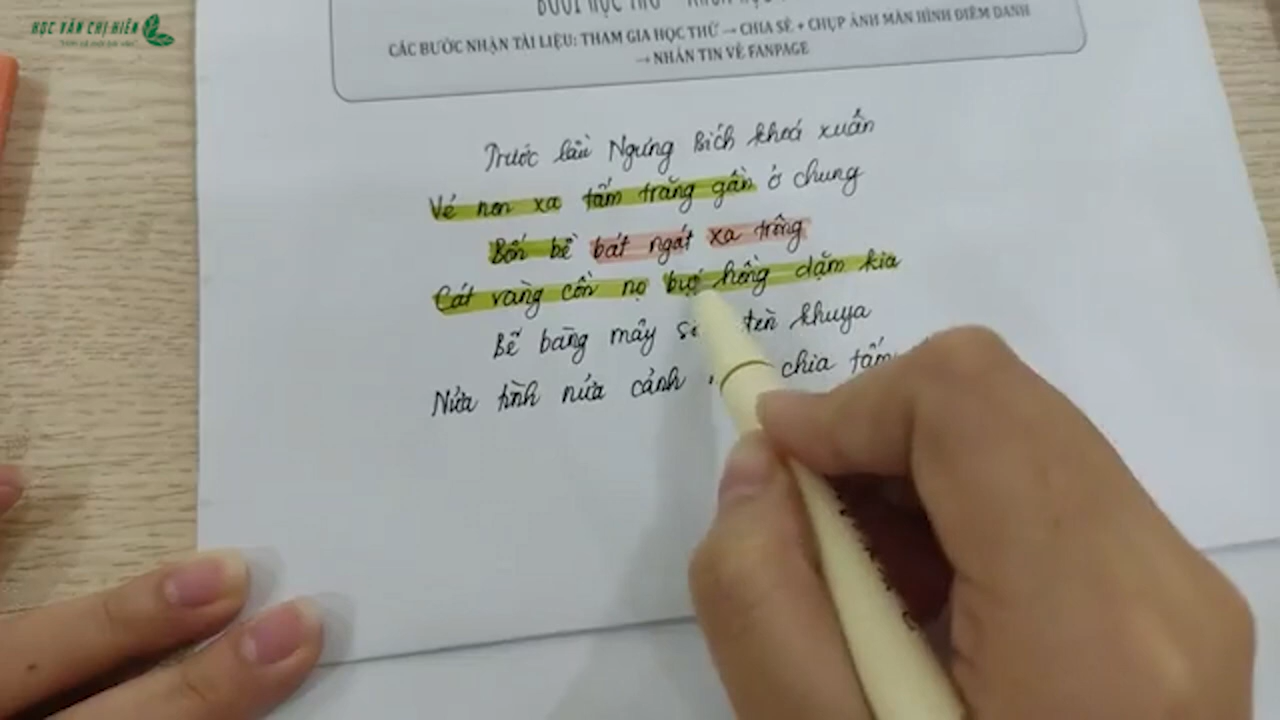 HỌC VĂN CHỊ HIÊN
CÁC BƯỚC NHẬN TÀI LIỆU: THAM GIA HỌC THỬ → CHIA SẺ + CHỤP ẢNH MÀN HÌNH ĐIỂM DANH
→ NHẮN TIN VỀ FANPAGE
Trước lầu Ngưng Bích khoá xuân
Vẻ non xa tấm trăng gần ở chung
Bốn bề bát ngát xa trông
Cát vàng cồn nọ bụi hồng dặm kia
Bẽ bàng mây khuya
Nửa tình nửa cảnh chia tấm